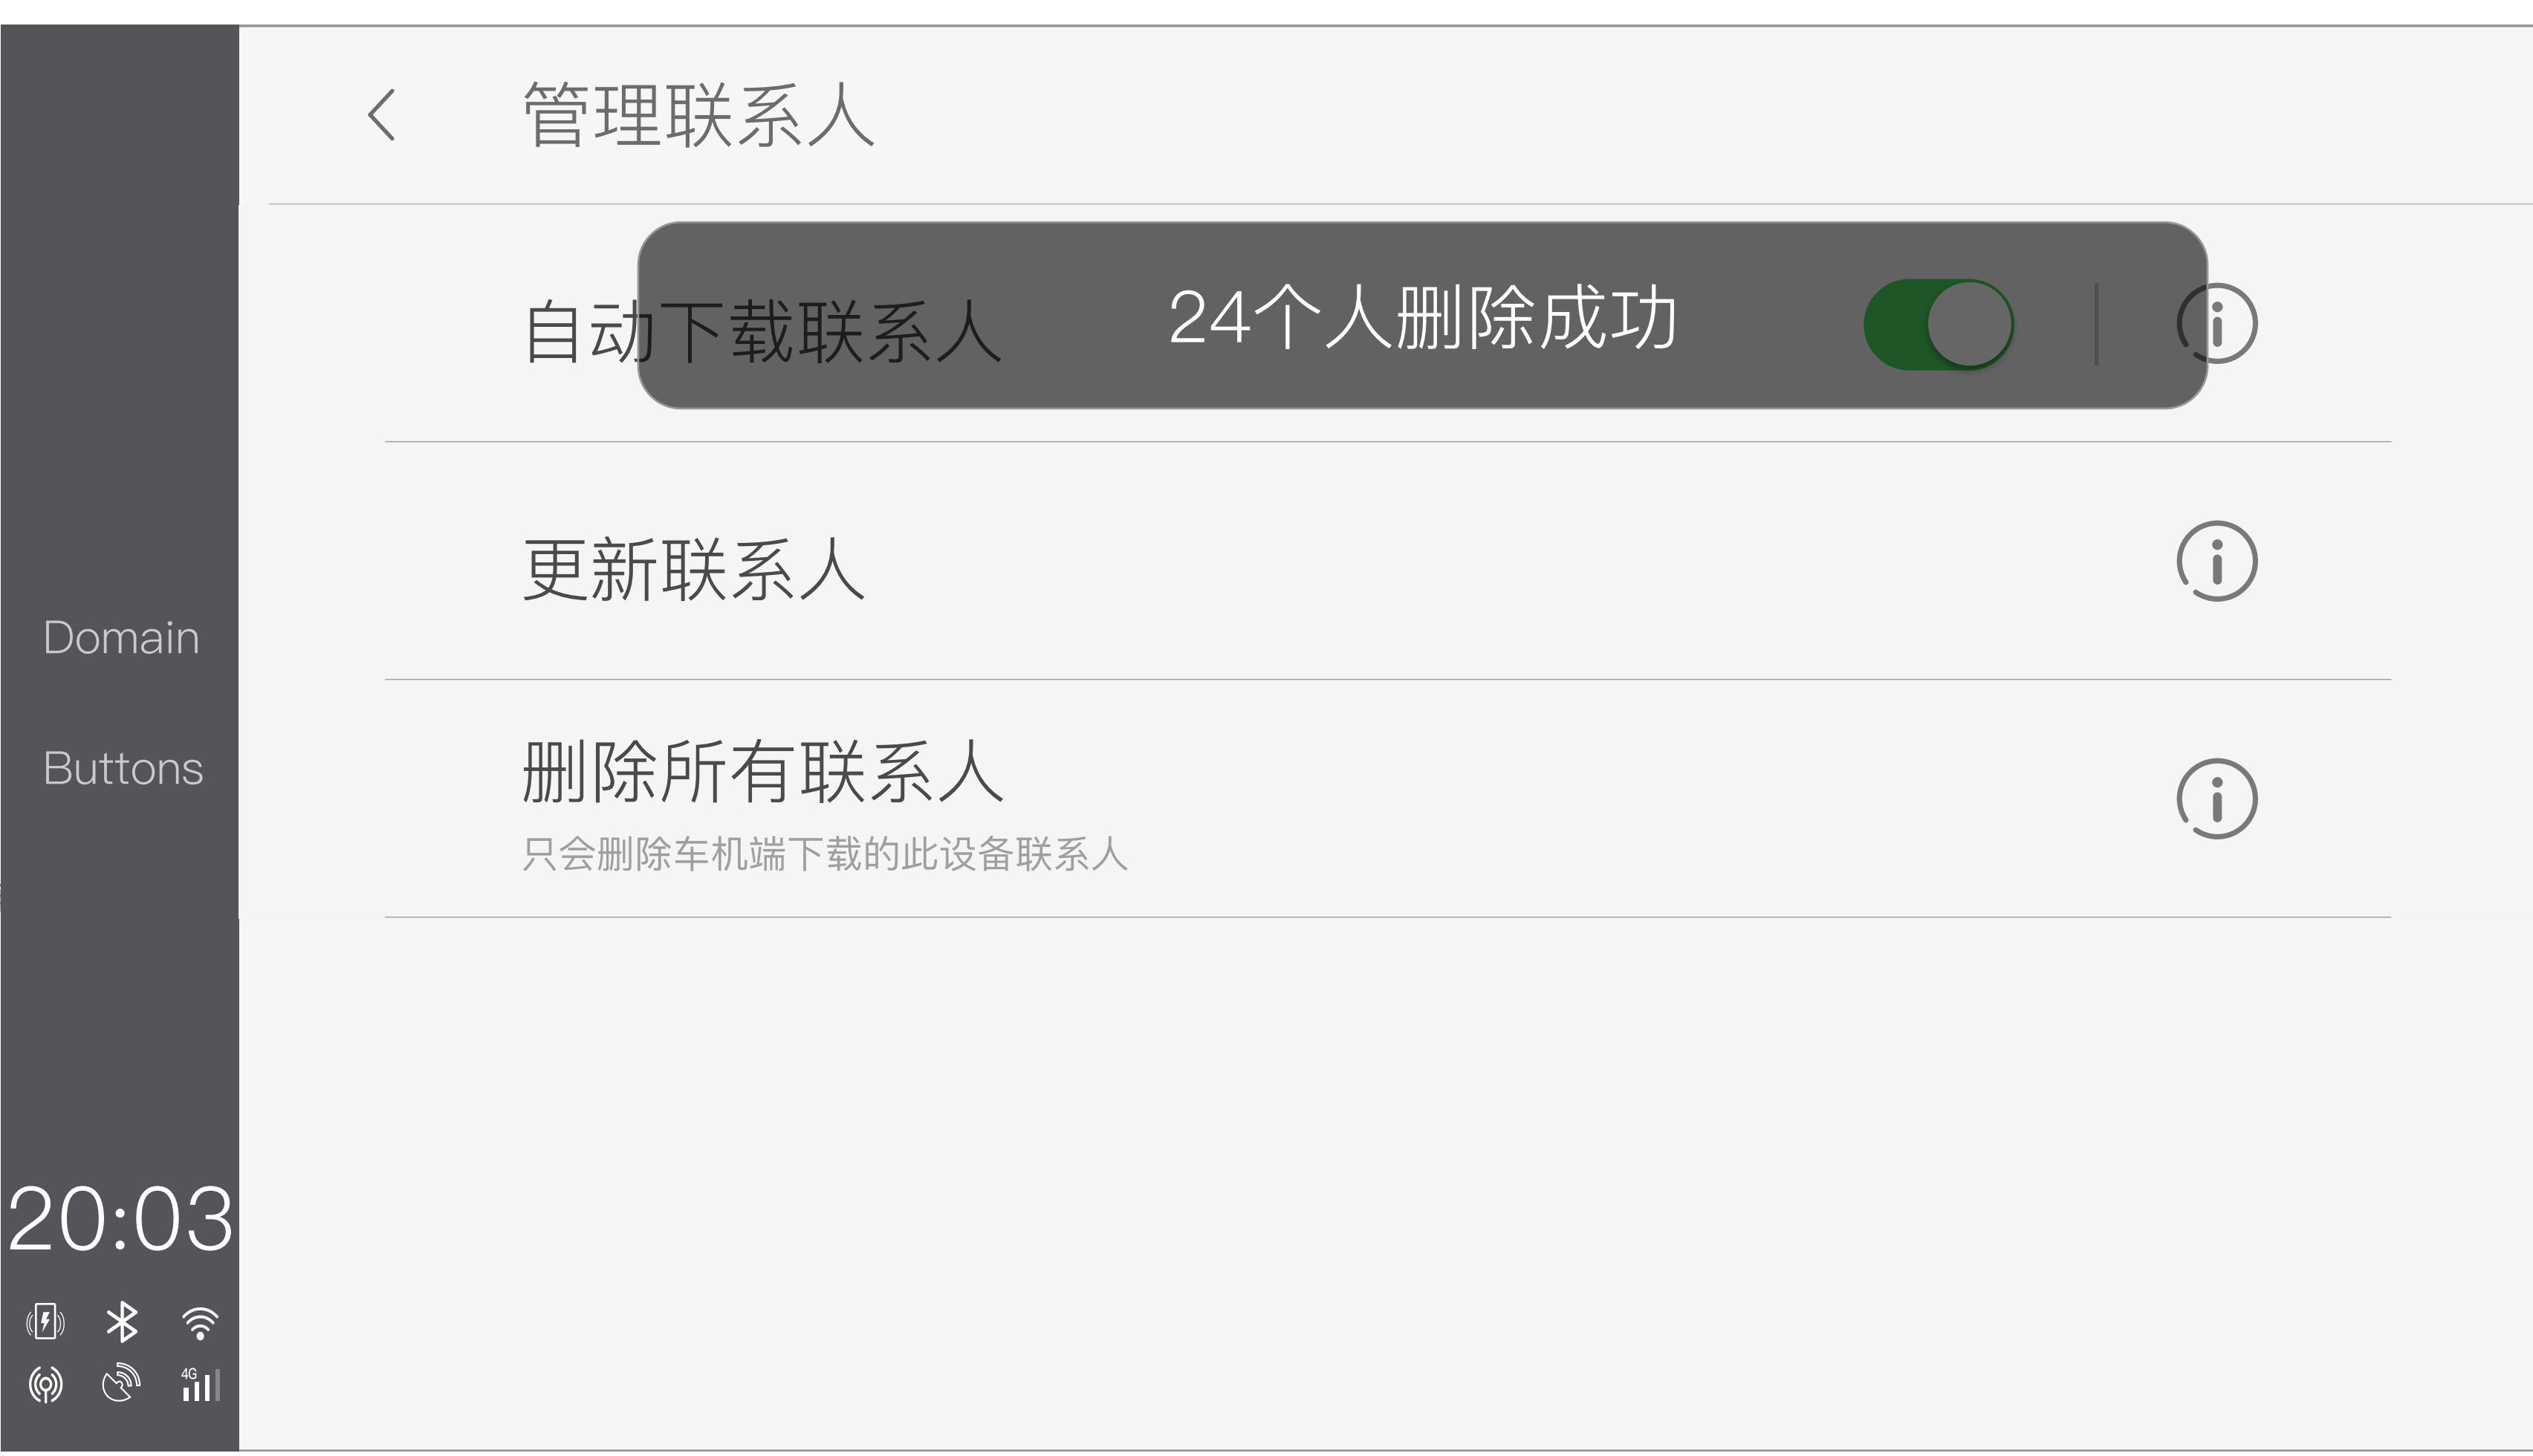 管理联系人
24个人删除成功
自动下载联系人
更新联系人
删除所有联系人
只会删除车机端下载的此设备联系人
Domain
Buttons
20:03
4G